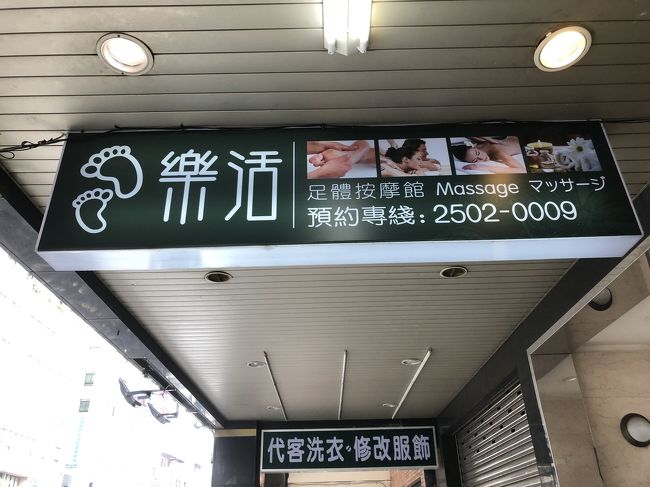 樂活
足體按摩館 Massage マッサージ
預約專綫：2502-0009
代客洗衣。修改服飾